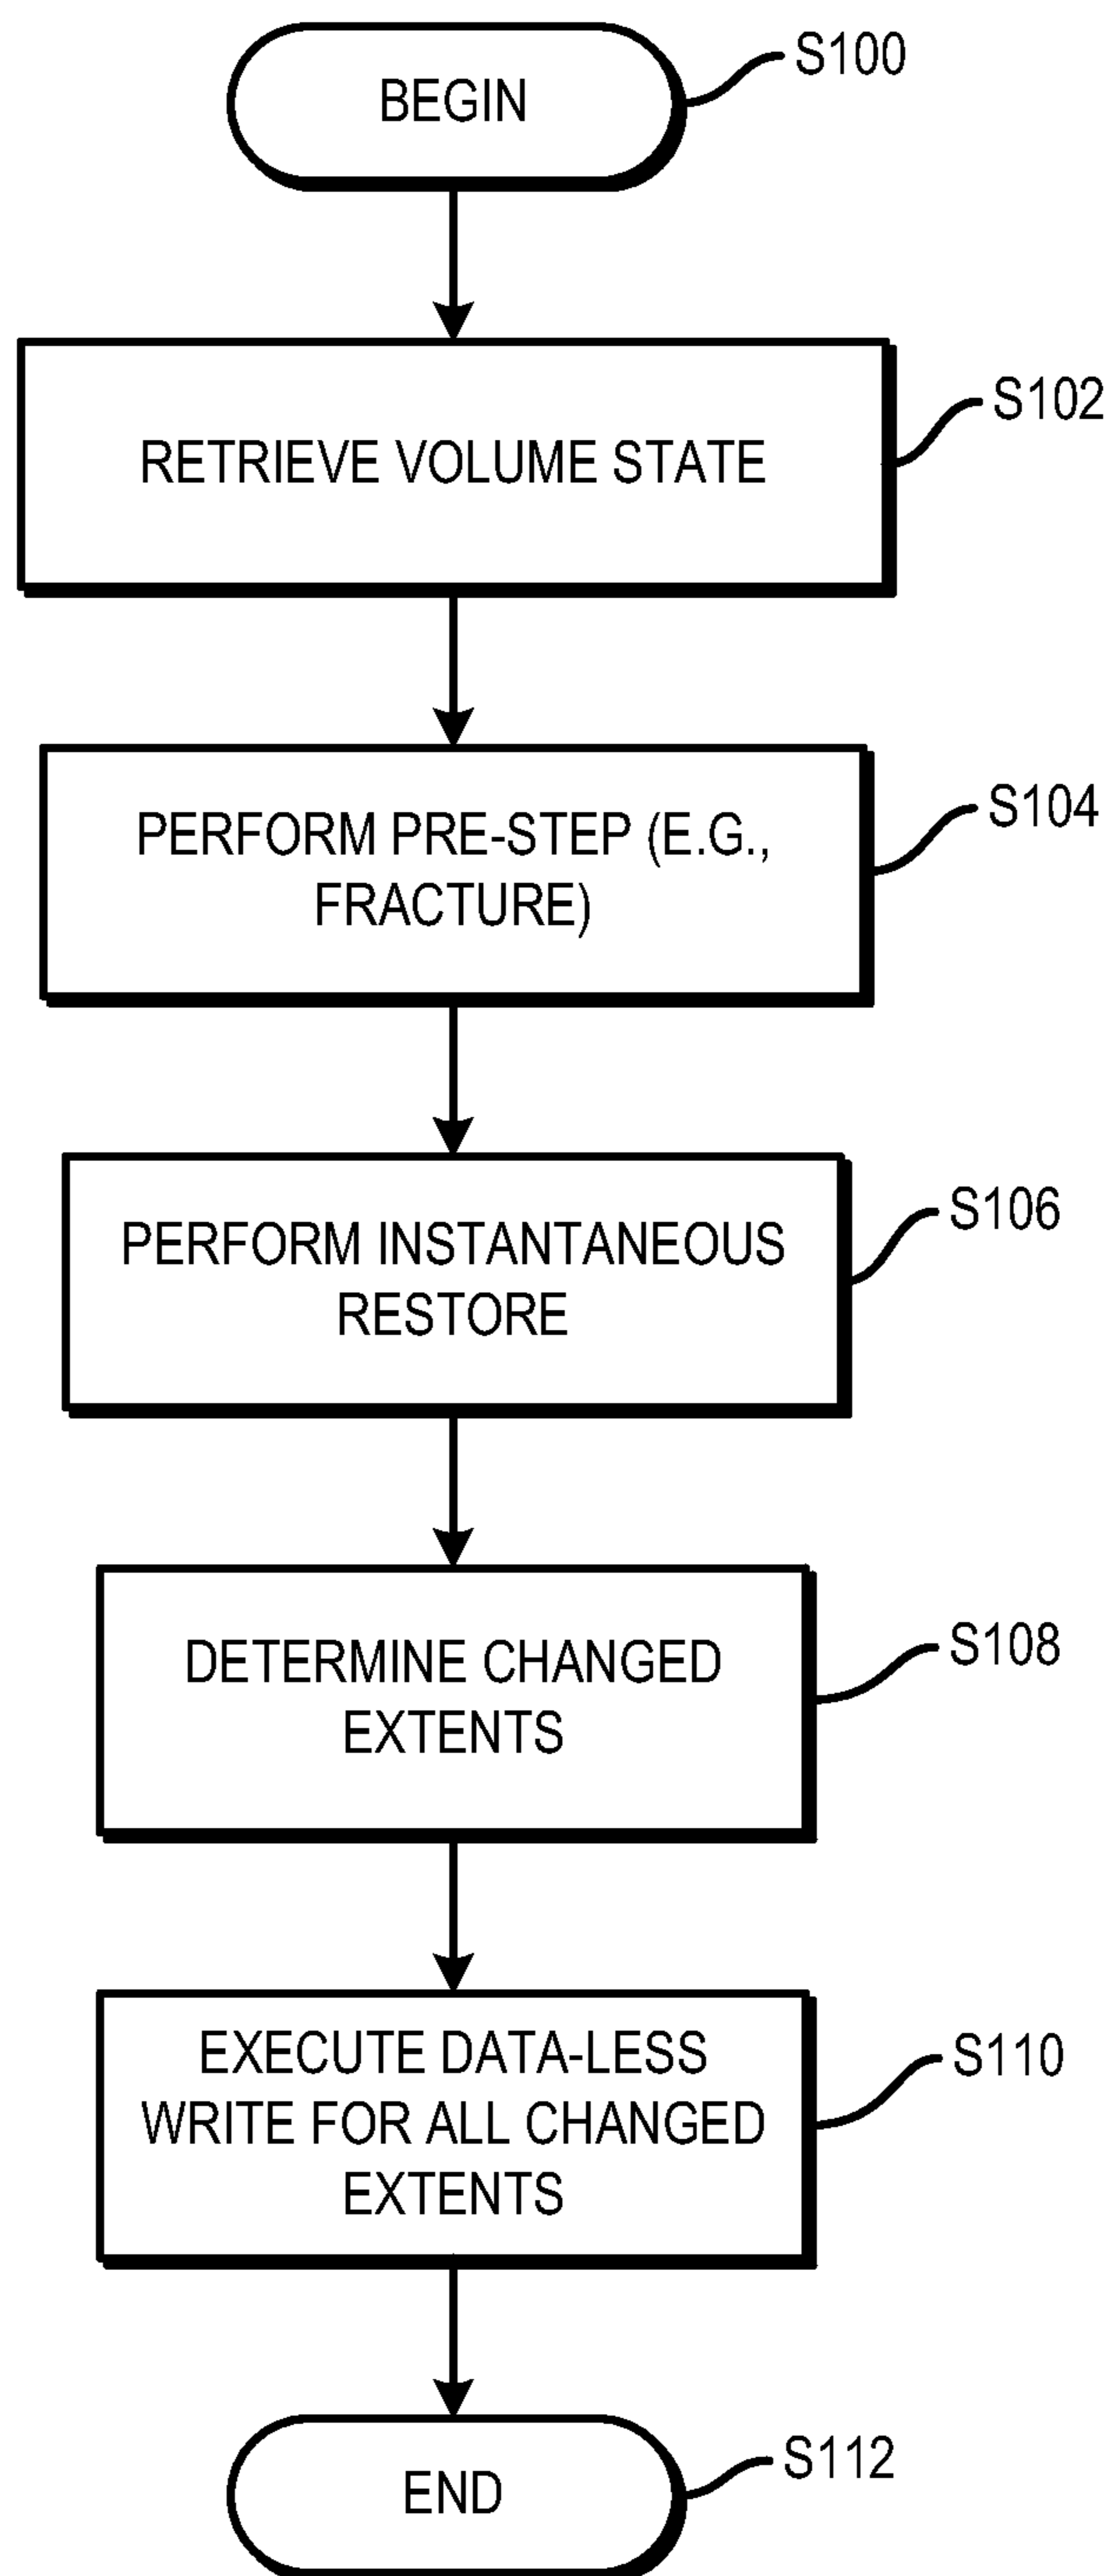 BEGIN
S100
RETRIEVE VOLUME STATE
S102
PERFORM PRE-STEP (E.G.,
FRACTURE)
S104
PERFORM INSTANTANEOUS
RESTORE
S106
DETERMINE CHANGED
EXTENTS
S108
EXECUTE DATA-LESS
WRITE FOR ALL CHANGED
EXTENTS
S110
END
S112